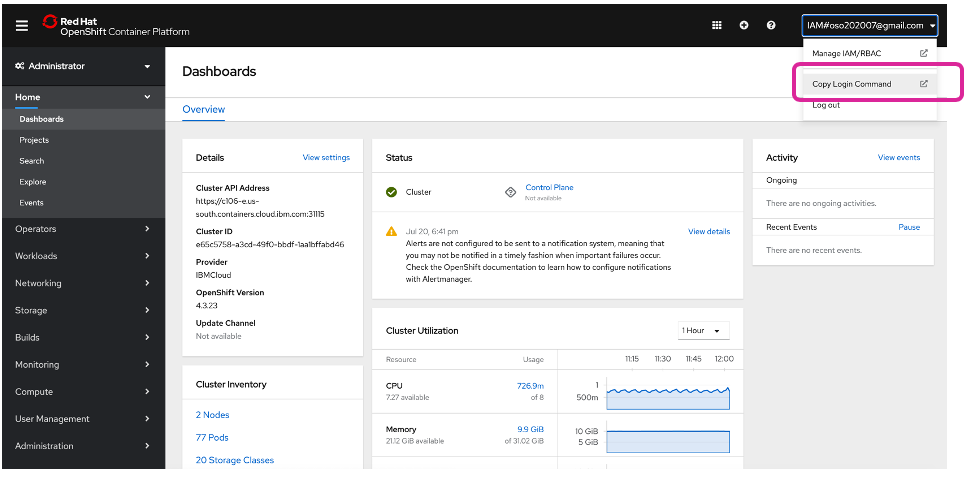 Red Hat
OpenShift Container Platform
IAM#oso202007@gmail.com
Manage IAM/RBAC
Copy Login Command
Log out
Administrator
Home
Dashboards
Projects
Search
Explore
Events
Operators
Workloads
Networking
Storage
Builds
Monitoring
Compute
User Management
Administration
Dashboards
Overview
Details
View settings
Cluster API Address
https://c106-e.us-
south.containers.cloud.ibm.com:31115
Cluster ID
e65c5758-a3cd-49f0-bbdf-1aa1bffabd46
Provider
IBMCloud
OpenShift Version
4.3.23
Update Channel
Not available
Cluster Inventory
2 Nodes
77 Pods
20 Storage Classes
Status
Cluster
Control Plane
Not available
Jul 20, 6:41 pm
View details
Alerts are not configured to be sent to a notification system, meaning that
you may not be notified in a timely fashion when important failures occur.
Check the OpenShift documentation to learn how to configure notifications
with Alertmanager.
Cluster Utilization
1 Hour
Resource
Usage
11:15 11:30 11:45 12:00
CPU
726.9m
7.27 available
of 8
1
500m
Memory
9.9 GiB
21.12 GiB available
of 31.02 GiB
10 GiB
5 GiB
Activity
View events
Ongoing
There are no ongoing activities.
Recent Events
Pause
There are no recent events.